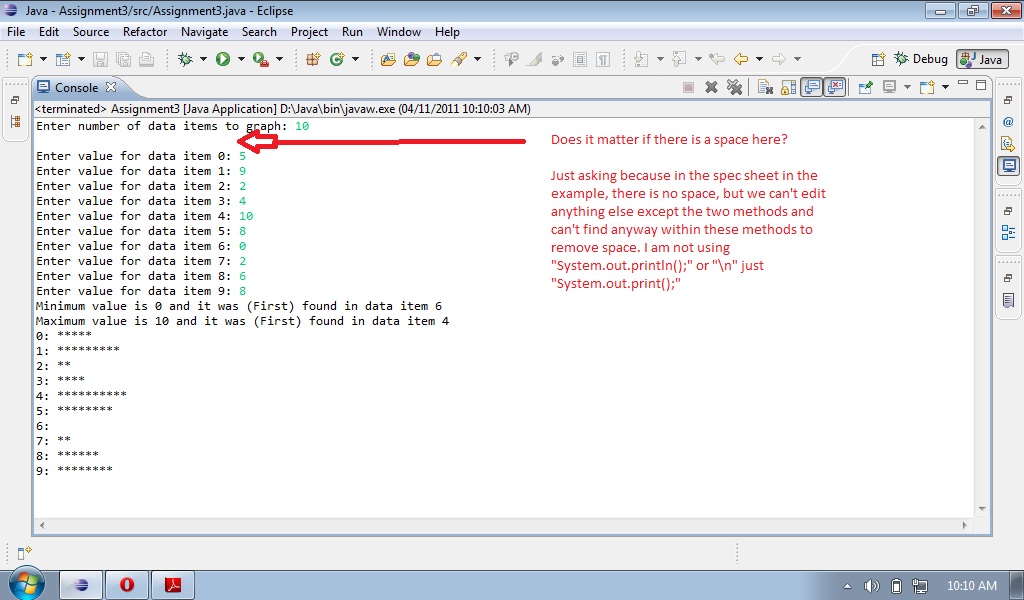 Java - Assignment3/src/Assignment3.java - Eclipse
File Edit Source Refactor Navigate Search Project Run Window Help
Debug Java
Console
<terminated> Assignment3 [Java Application] D:\Java\bin\javaw.exe (04/11/2011 10:10:03 AM)
Enter number of data items to graph: 10
Enter value for data item 0: 5
Enter value for data item 1: 9
Enter value for data item 2: 2
Enter value for data item 3: 4
Enter value for data item 4: 10
Enter value for data item 5: 8
Enter value for data item 6: 0
Enter value for data item 7: 2
Enter value for data item 8: 6
Enter value for data item 9: 8
Minimum value is 0 and it was (First) found in data item 6
Maximum value is 10 and it was (First) found in data item 4
0: *****
1: *********
2: **
3: ****
4: **********
5: ********
6:
7: **
8: ******
9: ********
Does it matter if there is a space here?
Just asking because in the spec sheet in the
example, there is no space, but we can't edit
anything else except the two methods and
can't find anyway within these methods to
remove space. I am not using
"System.out.println();" or "\n" just
"System.out.print();"
10:10 AM